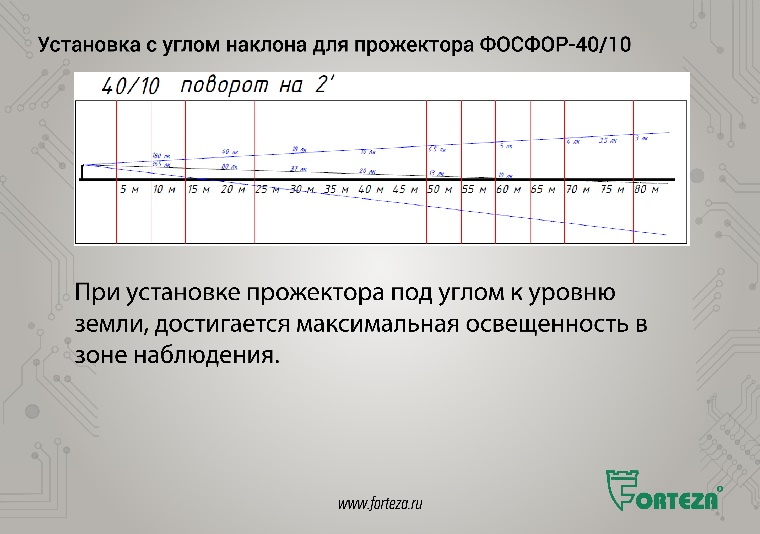 Установка с углом наклона для прожектора ФОСФОР-40/10
40/10 поворот на 2'
180 лк
5 м 10 м 15 м 20 м 25 м 30 м 35 м 40 м 45 м 50 м 55 м 60 м 65 м 70 м 75 м 80 м
При установке прожектора под углом к уровню
земли, достигается максимальная освещенность в
зоне наблюдения.
www.forteza.ru
FORTEZA